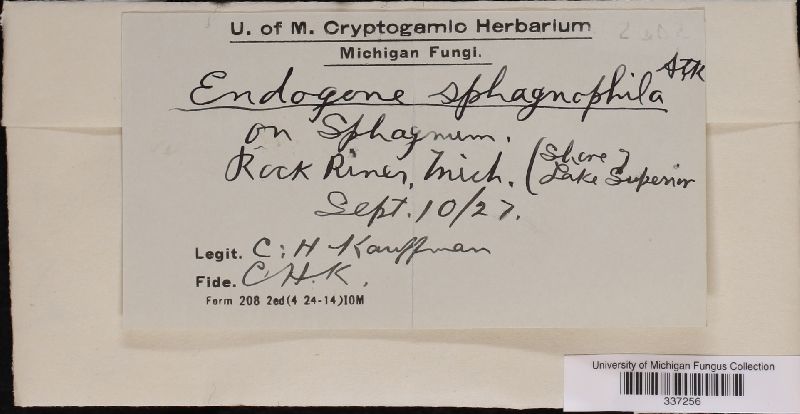 U. of M. Cryptogamic Herbarium
Michigan Fungi.
Endogone sphagnophila Atk
on Sphagnum.
Rock River, Mich. (Shore
Lake Superior
Sept. 10/27.
Legit. C. H Kauffman
Fide. C. H. K.
Form 208 2ed(4 24-14)10M
University of Michigan Fungus Collection
337256